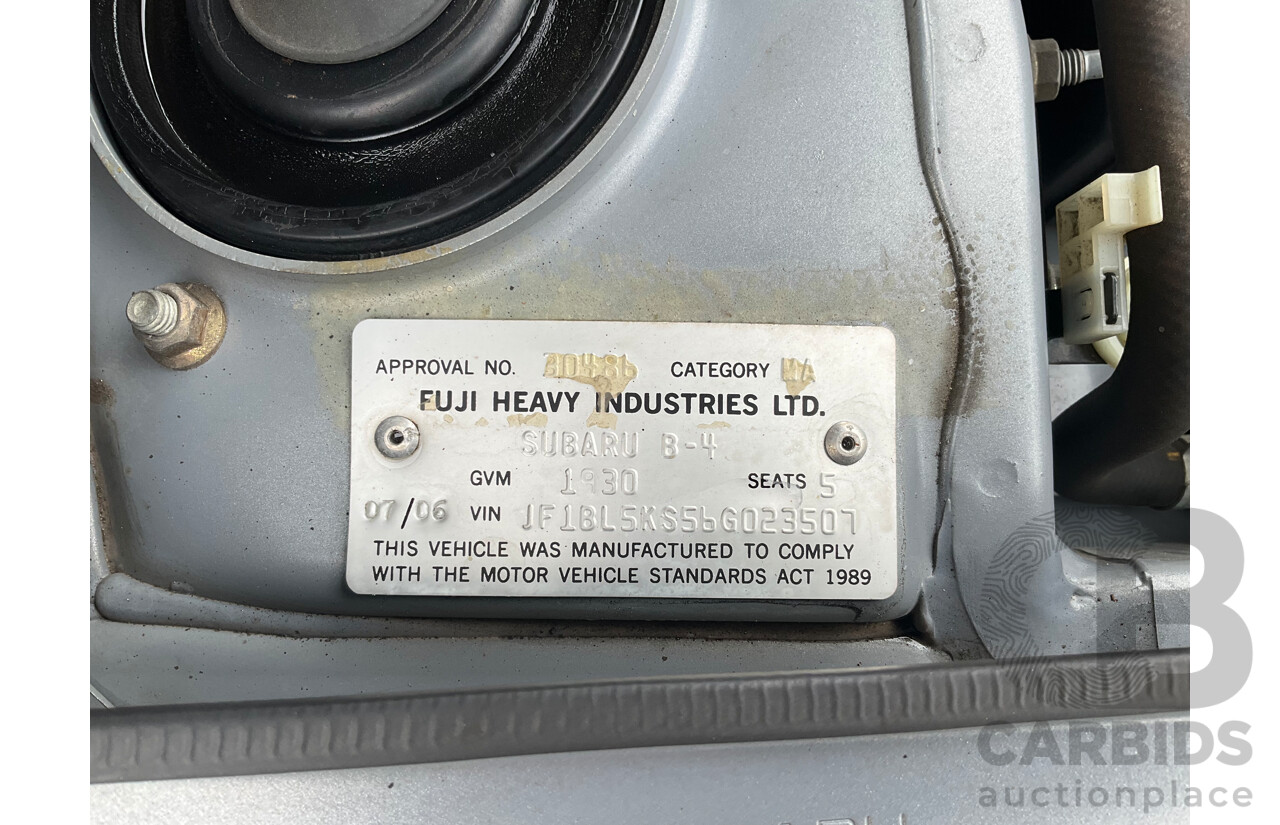 APPROVAL NO. CATEGORY MA
FUJI HEAVY INDUSTRIES LTD.
SUBARU B-4
GVM 1930 SEATS 5
07/06 VIN JF1BL5KS56G023507
THIS VEHICLE WAS MANUFACTURED TO COMPLY
WITH THE MOTOR VEHICLE STANDARDS ACT 1989
CB
CARBIDS
auctionplace